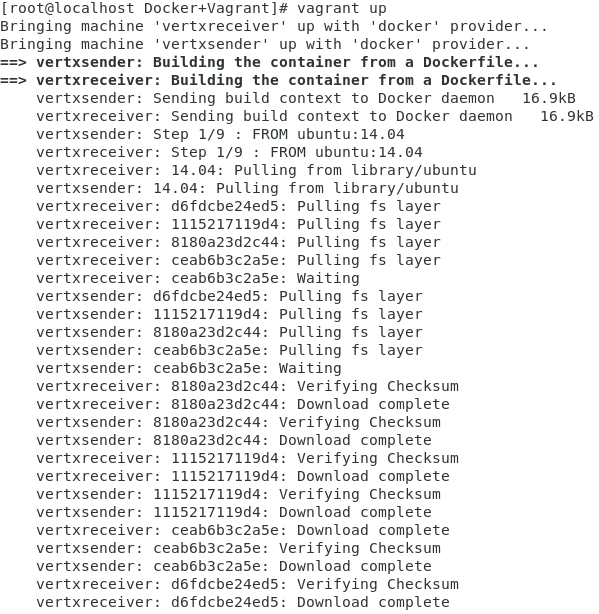 [root@localhost Docker+Vagrant]# vagrant up
Bringing machine 'vertxreceiver' up with 'docker' provider...
Bringing machine 'vertxsender' up with 'docker' provider...
==> vertxsender: Building the container from a Dockerfile...
==> vertxreceiver: Building the container from a Dockerfile...
    vertxsender: Sending build context to Docker daemon   16.9kB
    vertxreceiver: Sending build context to Docker daemon   16.9kB
    vertxsender: Step 1/9 : FROM ubuntu:14.04
    vertxreceiver: Step 1/9 : FROM ubuntu:14.04
    vertxreceiver: 14.04: Pulling from library/ubuntu
    vertxsender: 14.04: Pulling from library/ubuntu
    vertxreceiver: d6fdcbe24ed5: Pulling fs layer
    vertxreceiver: 1115217119d4: Pulling fs layer
    vertxreceiver: 8180a23d2c44: Pulling fs layer
    vertxreceiver: ceab6b3c2a5e: Pulling fs layer
    vertxreceiver: ceab6b3c2a5e: Waiting
    vertxsender: d6fdcbe24ed5: Pulling fs layer
    vertxsender: 1115217119d4: Pulling fs layer
    vertxsender: 8180a23d2c44: Pulling fs layer
    vertxsender: ceab6b3c2a5e: Pulling fs layer
    vertxsender: ceab6b3c2a5e: Waiting
    vertxreceiver: 8180a23d2c44: Verifying Checksum
    vertxreceiver: 8180a23d2c44: Download complete
    vertxsender: 8180a23d2c44: Verifying Checksum
    vertxsender: 8180a23d2c44: Download complete
    vertxreceiver: 1115217119d4: Verifying Checksum
    vertxreceiver: 1115217119d4: Download complete
    vertxsender: 1115217119d4: Verifying Checksum
    vertxsender: 1115217119d4: Download complete
    vertxreceiver: ceab6b3c2a5e: Download complete
    vertxsender: ceab6b3c2a5e: Verifying Checksum
    vertxsender: ceab6b3c2a5e: Download complete
    vertxreceiver: d6fdcbe24ed5: Verifying Checksum
    vertxreceiver: d6fdcbe24ed5: Download complete